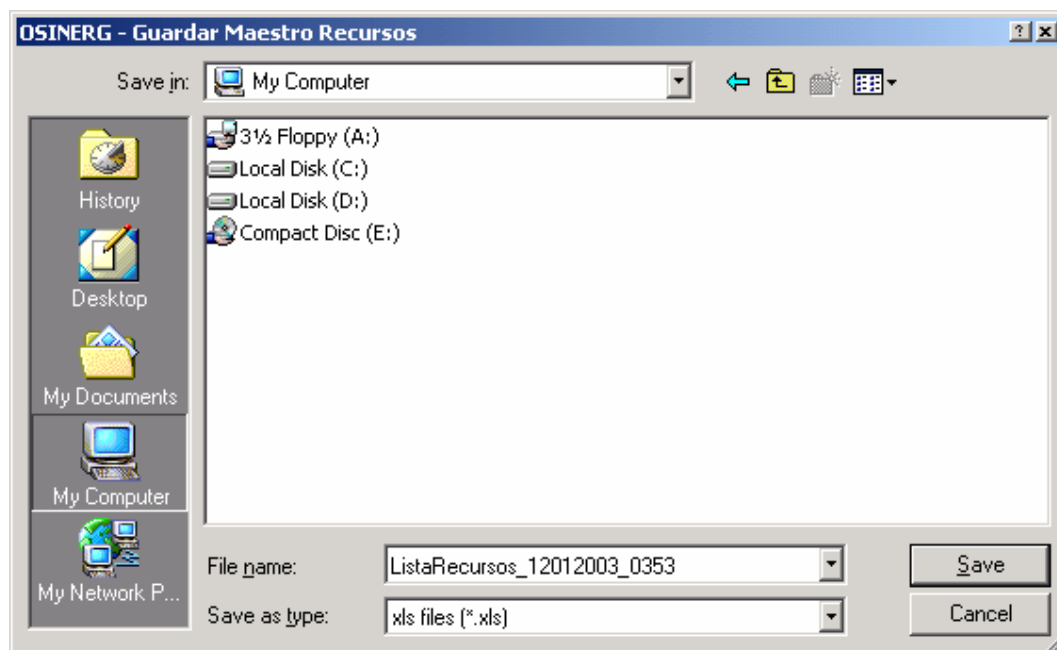 OSINERG - Guardar Maestro Recursos
Save in:
My Computer
History
Desktop
My Documents
My Computer
My Network P...
3½ Floppy (A:)
Local Disk (C:)
Local Disk (D:)
Compact Disc (E:)
File name:
ListaRecursos_12012003_0353
Save
Save as type:
xls files (*.xls)
Cancel